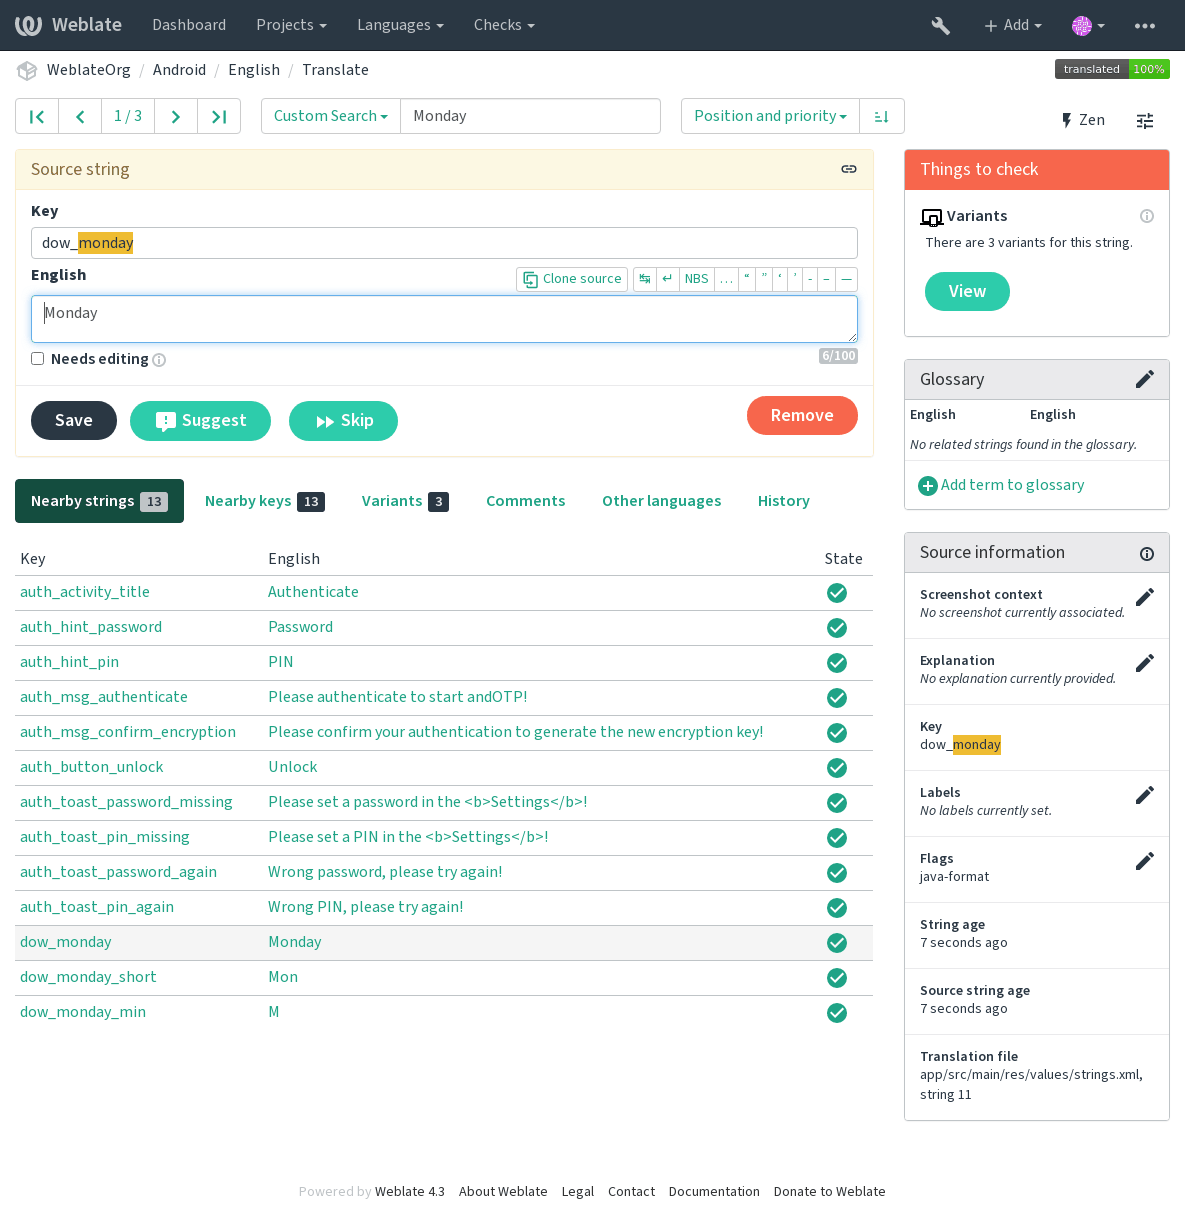 Weblate Dashboard Projects Languages Checks Add
WeblateOrg / Android / English / Translate
translated 100%
1 / 3 Custom Search Monday Position and priority Zen
Source string
Key
dow_monday
English
Clone source ↹ ↵ NBS … “ ” ‘ ’ - – —
Monday
Needs editing
6/100
Save Suggest Skip Remove
Nearby strings 13 Nearby keys 13 Variants 3 Comments Other languages History
Key English State
auth_activity_title Authenticate
auth_hint_password Password
auth_hint_pin PIN
auth_msg_authenticate Please authenticate to start andOTP!
auth_msg_confirm_encryption Please confirm your authentication to generate the new encryption key!
auth_button_unlock Unlock
auth_toast_password_missing Please set a password in the <b>Settings</b>!
auth_toast_pin_missing Please set a PIN in the <b>Settings</b>!
auth_toast_password_again Wrong password, please try again!
auth_toast_pin_again Wrong PIN, please try again!
dow_monday Monday
dow_monday_short Mon
dow_monday_min M
Things to check
Variants
There are 3 variants for this string.
View
Glossary
English English
No related strings found in the glossary.
Add term to glossary
Source information
Screenshot context
No screenshot currently associated.
Explanation
No explanation currently provided.
Key
dow_monday
Labels
No labels currently set.
Flags
java-format
String age
7 seconds ago
Source string age
7 seconds ago
Translation file
app/src/main/res/values/strings.xml,
string 11
Powered by Weblate 4.3 About Weblate Legal Contact Documentation Donate to Weblate